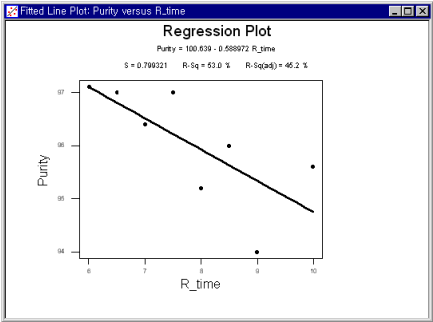 Fitted Line Plot: Purity versus R_time
Regression Plot
Purity = 100.639 - 0.588972 R_time
S = 0.799321 R-Sq = 53.0 % R-Sq(adj) = 45.2 %
97
96
95
94
Purity
6 7 8 9 10
R_time